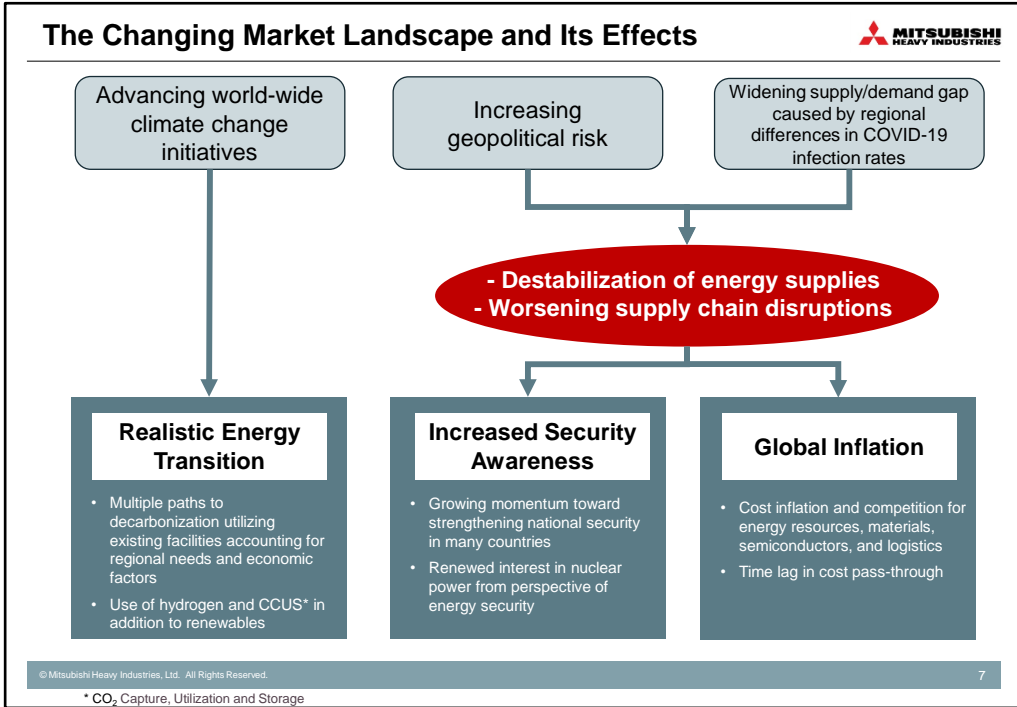 The Changing Market Landscape and Its Effects
MITSUBISHI
HEAVY INDUSTRIES
Advancing world-wide
climate change
initiatives
Increasing
geopolitical risk
Widening supply/demand gap
caused by regional
differences in COVID-19
infection rates
- Destabilization of energy supplies
- Worsening supply chain disruptions
Realistic Energy
Transition
• Multiple paths to
decarbonization utilizing
existing facilities accounting for
regional needs and economic
factors
• Use of hydrogen and CCUS* in
addition to renewables
Increased Security
Awareness
• Growing momentum toward
strengthening national security
in many countries
• Renewed interest in nuclear
power from perspective of
energy security
Global Inflation
• Cost inflation and competition for
energy resources, materials,
semiconductors, and logistics
• Time lag in cost pass-through
© Mitsubishi Heavy Industries, Ltd. All Rights Reserved.
7
* CO₂ Capture, Utilization and Storage